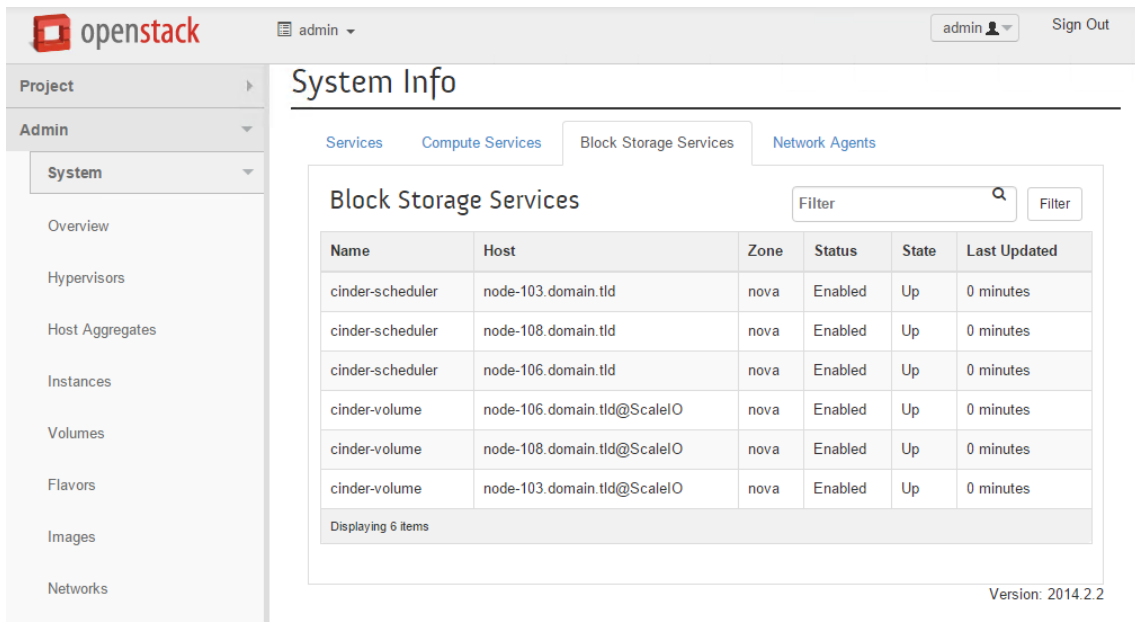 openstack
admin
admin
Sign Out
Project
Admin
System
Overview
Hypervisors
Host Aggregates
Instances
Volumes
Flavors
Images
Networks
System Info
Services Compute Services Block Storage Services Network Agents
Block Storage Services
Filter
Filter
Name Host Zone Status State Last Updated
cinder-scheduler node-103.domain.tld nova Enabled Up 0 minutes
cinder-scheduler node-108.domain.tld nova Enabled Up 0 minutes
cinder-scheduler node-106.domain.tld nova Enabled Up 0 minutes
cinder-volume node-106.domain.tld@ScaleIO nova Enabled Up 0 minutes
cinder-volume node-108.domain.tld@ScaleIO nova Enabled Up 0 minutes
cinder-volume node-103.domain.tld@ScaleIO nova Enabled Up 0 minutes
Displaying 6 items
Version: 2014.2.2